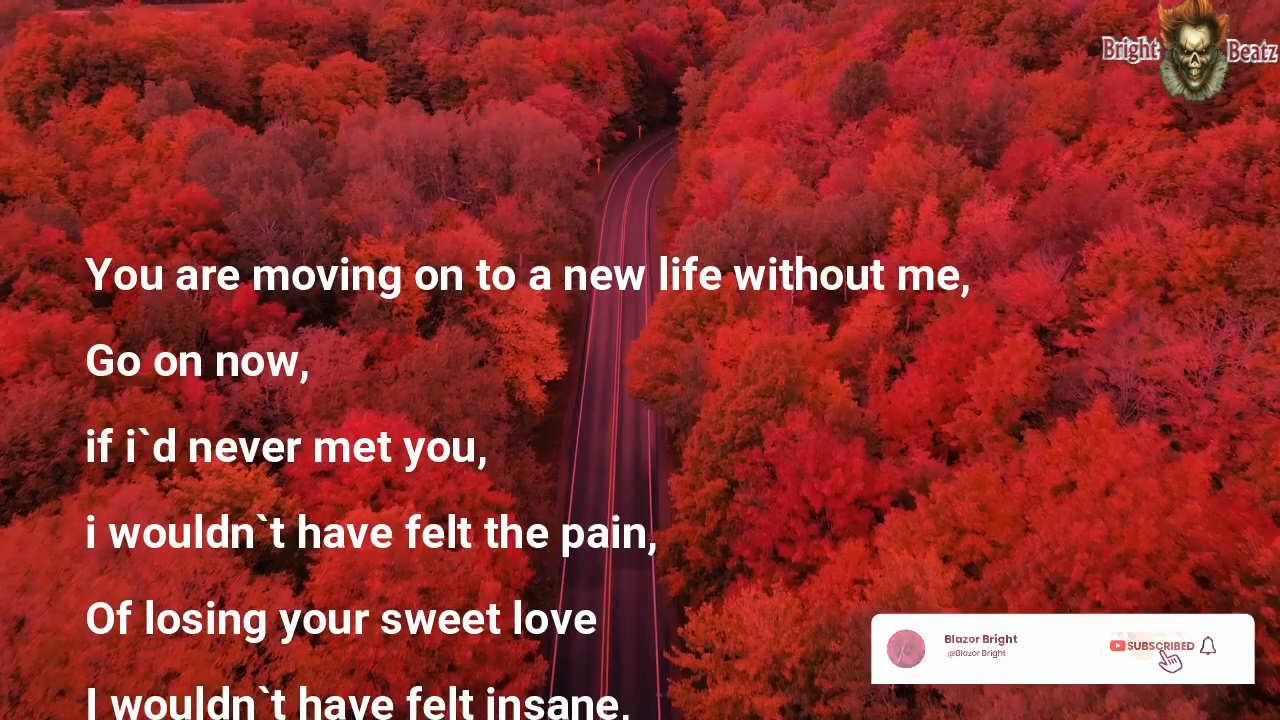 Bright Beatz
You are moving on to a new life without me,
Go on now,
if i`d never met you,
i wouldn`t have felt the pain,
Of losing your sweet love
I wouldn`t have felt insane,
Blazor Bright
@Blazor Bright
SUBSCRIBED